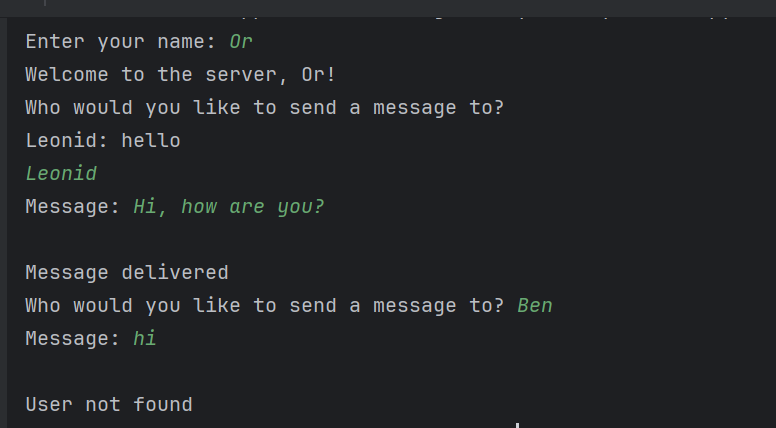 Enter your name: Or
Welcome to the server, Or!
Who would you like to send a message to?
Leonid: hello
Leonid
Message: Hi, how are you?
Message delivered
Who would you like to send a message to? Ben
Message: hi
User not found